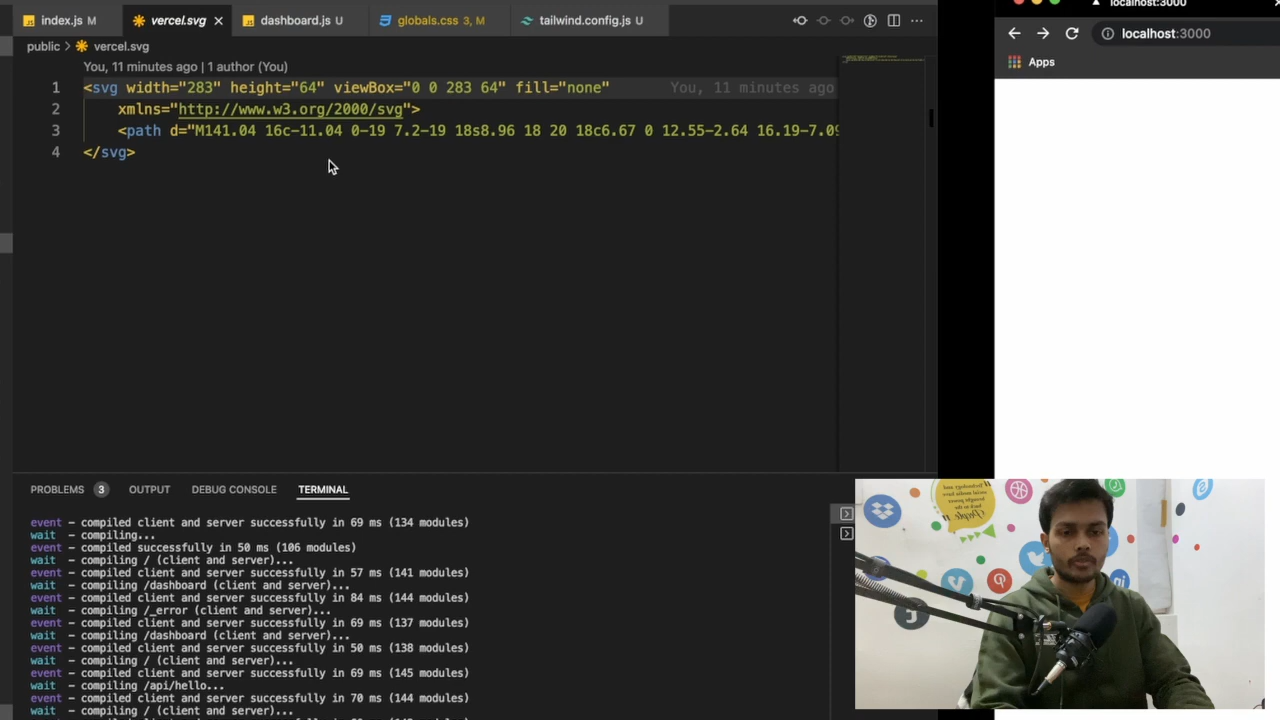 index.js M
vercel.svg
dashboard.js U
globals.css 3, M
tailwind.config.js U
public > vercel.svg
You, 11 minutes ago | 1 author (You)
1 <svg width="283" height="64" viewBox="0 0 283 64" fill="none" You, 11 minutes ago
2 xmlns="http://www.w3.org/2000/svg">
3 <path d="M141.04 16c-11.04 0-19 7.2-19 18s8.96 18 20 18c6.67 0 12.55-2.64 16.19-7.09
4 </svg>
PROBLEMS 3 OUTPUT DEBUG CONSOLE TERMINAL
event - compiled client and server successfully in 69 ms (134 modules)
wait - compiling...
event - compiled successfully in 50 ms (106 modules)
wait - compiling / (client and server)...
event - compiled client and server successfully in 57 ms (141 modules)
wait - compiling /dashboard (client and server)...
event - compiled client and server successfully in 84 ms (144 modules)
wait - compiling /_error (client and server)...
event - compiled client and server successfully in 69 ms (137 modules)
wait - compiling /dashboard (client and server)...
event - compiled client and server successfully in 50 ms (138 modules)
wait - compiling / (client and server)...
event - compiled client and server successfully in 69 ms (145 modules)
wait - compiling /api/hello...
event - compiled client and server successfully in 70 ms (144 modules)
wait - compiling / (client and server)...
localhost:3000
localhost:3000
Apps